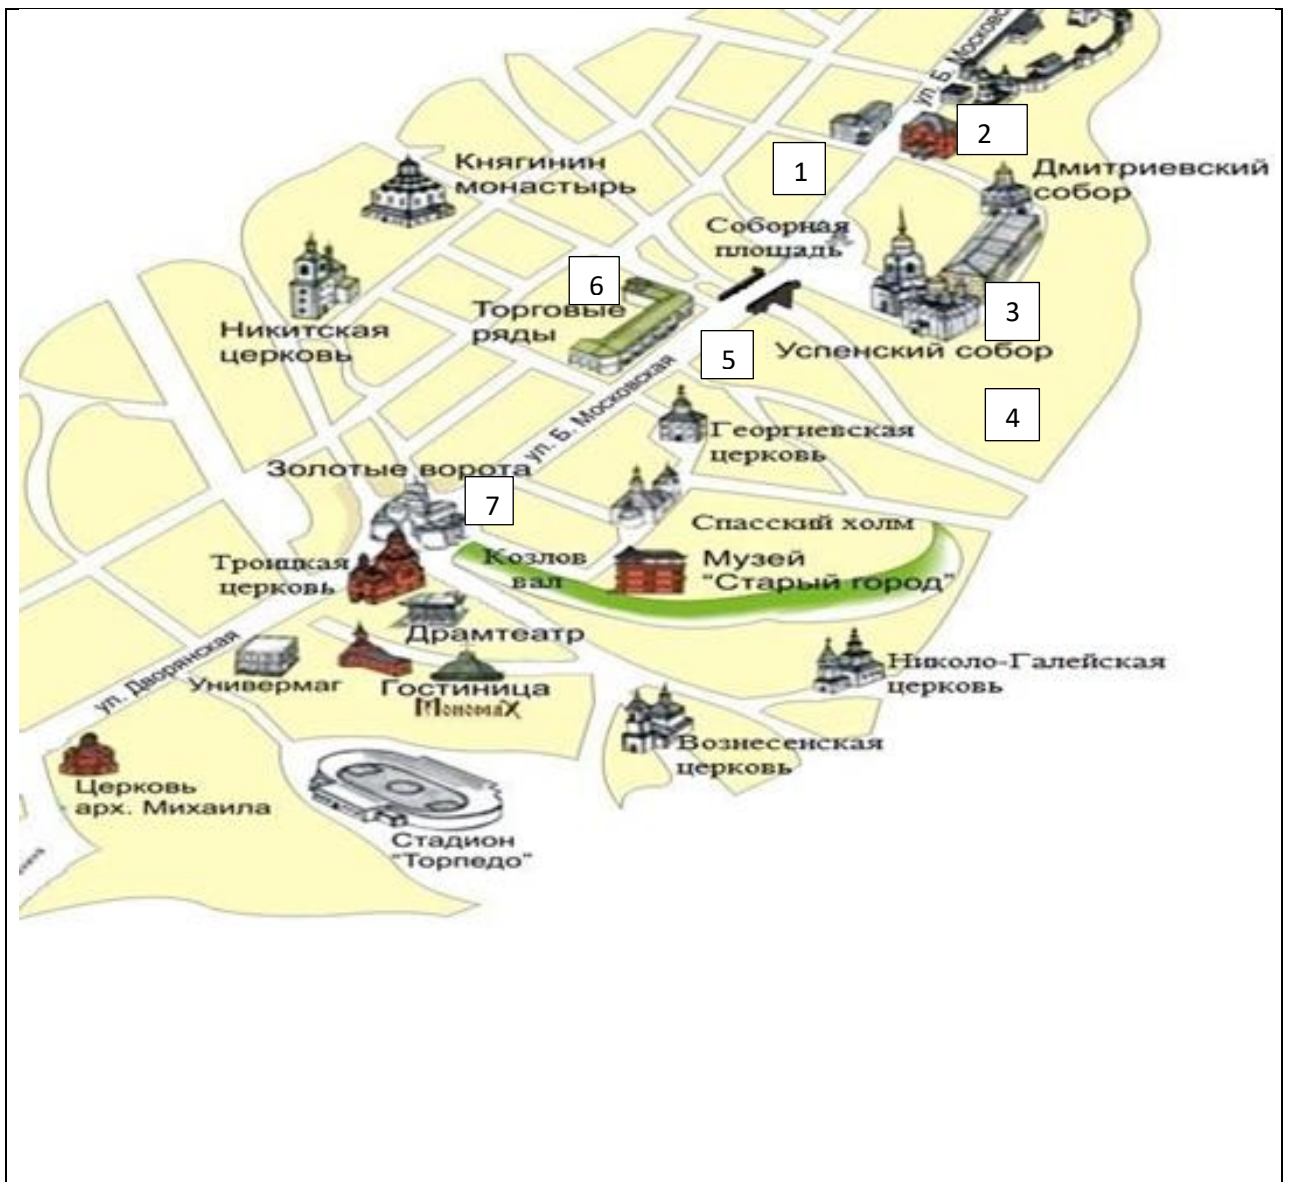 ул. Б. Московс
2
1
Княгинин
монастырь
Дмитриевский
собор
Соборная
площадь
6
Торговые
ряды
3
Никитская
церковь
5
Успенский собор
4
ул. Б. Московская
Георгиевская
церковь
Золотые ворота
7
Спасский холм
Троицкая
церковь
Козлов
вал
Музей
"Старый город"
Драмтеатр
ул. Дворянская
Универмаг
Гостиница
МономаХ
Николо-Галейская
церковь
Вознесенская
церковь
Церковь
арх. Михаила
Стадион
"Торпедо"